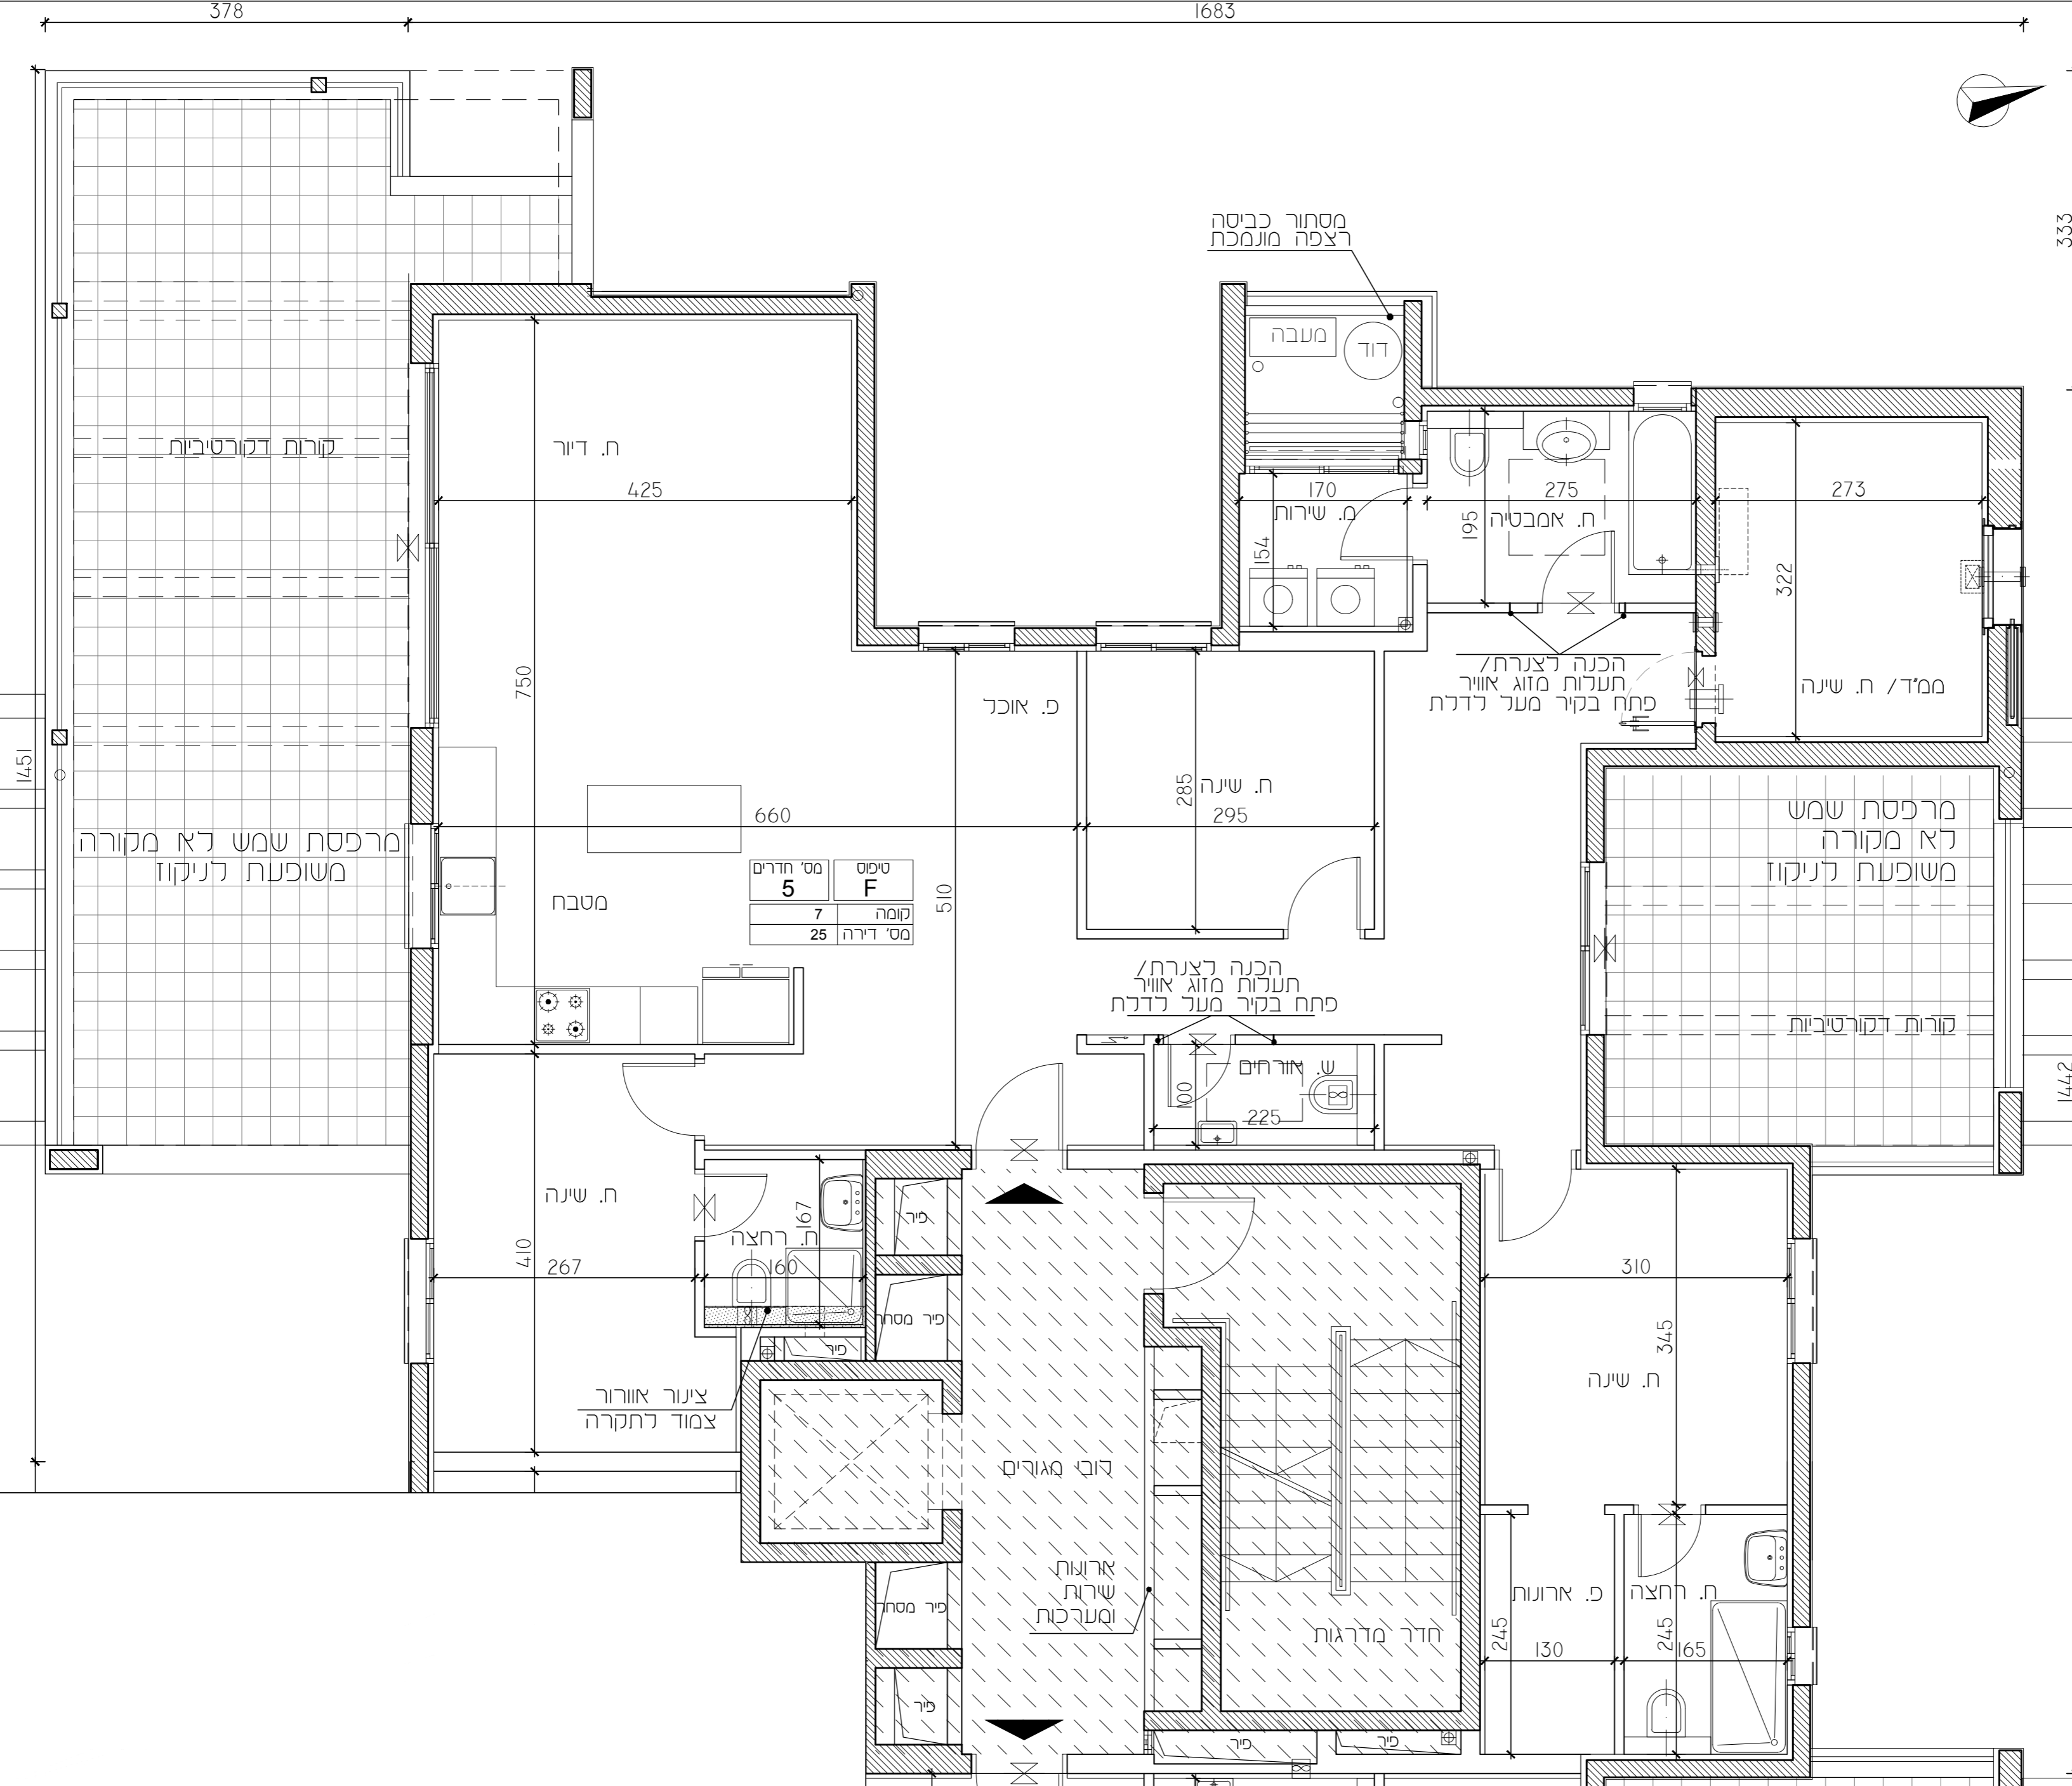 378
1683
333
מסתור כביסה
רצפה מונמכת
מעבה
דוד
קורות דקורטיביות
ח. דיור
425
170
מ. שירות
154
275
ח. אמבטיה
195
273
322
ממ"ד/ ח. שינה
הכנה לצנרת/
תעלות מזוג אוויר
פתח בקיר מעל לדלת
750
פ. אוכל
1451
285
ח. שינה
295
660
510
מרפסת שמש לא מקורה
משופעת לניקוז
מרפסת שמש
לא מקורה
משופעת לניקוז
קורות דקורטיביות
מטבח
טיפוס
F
מס' חדרים
5
קומה 7
מס' דירה 25
הכנה לצנרת/
תעלות מזוג אוויר
פתח בקיר מעל לדלת
ש. אורחים
100
225
1442
ח. שינה
410
267
167
ח. רחצה
160
פיר
פיר מסחר
פיר
צינור אוורור
צמוד לתקרה
310
345
ח. שינה
לובי מגורים
ארונות
שירות
ומערכות
פיר מסחר
פיר
חדר מדרגות
פ. ארונות
245
130
ח. רחצה
245
165
פיר
פיר